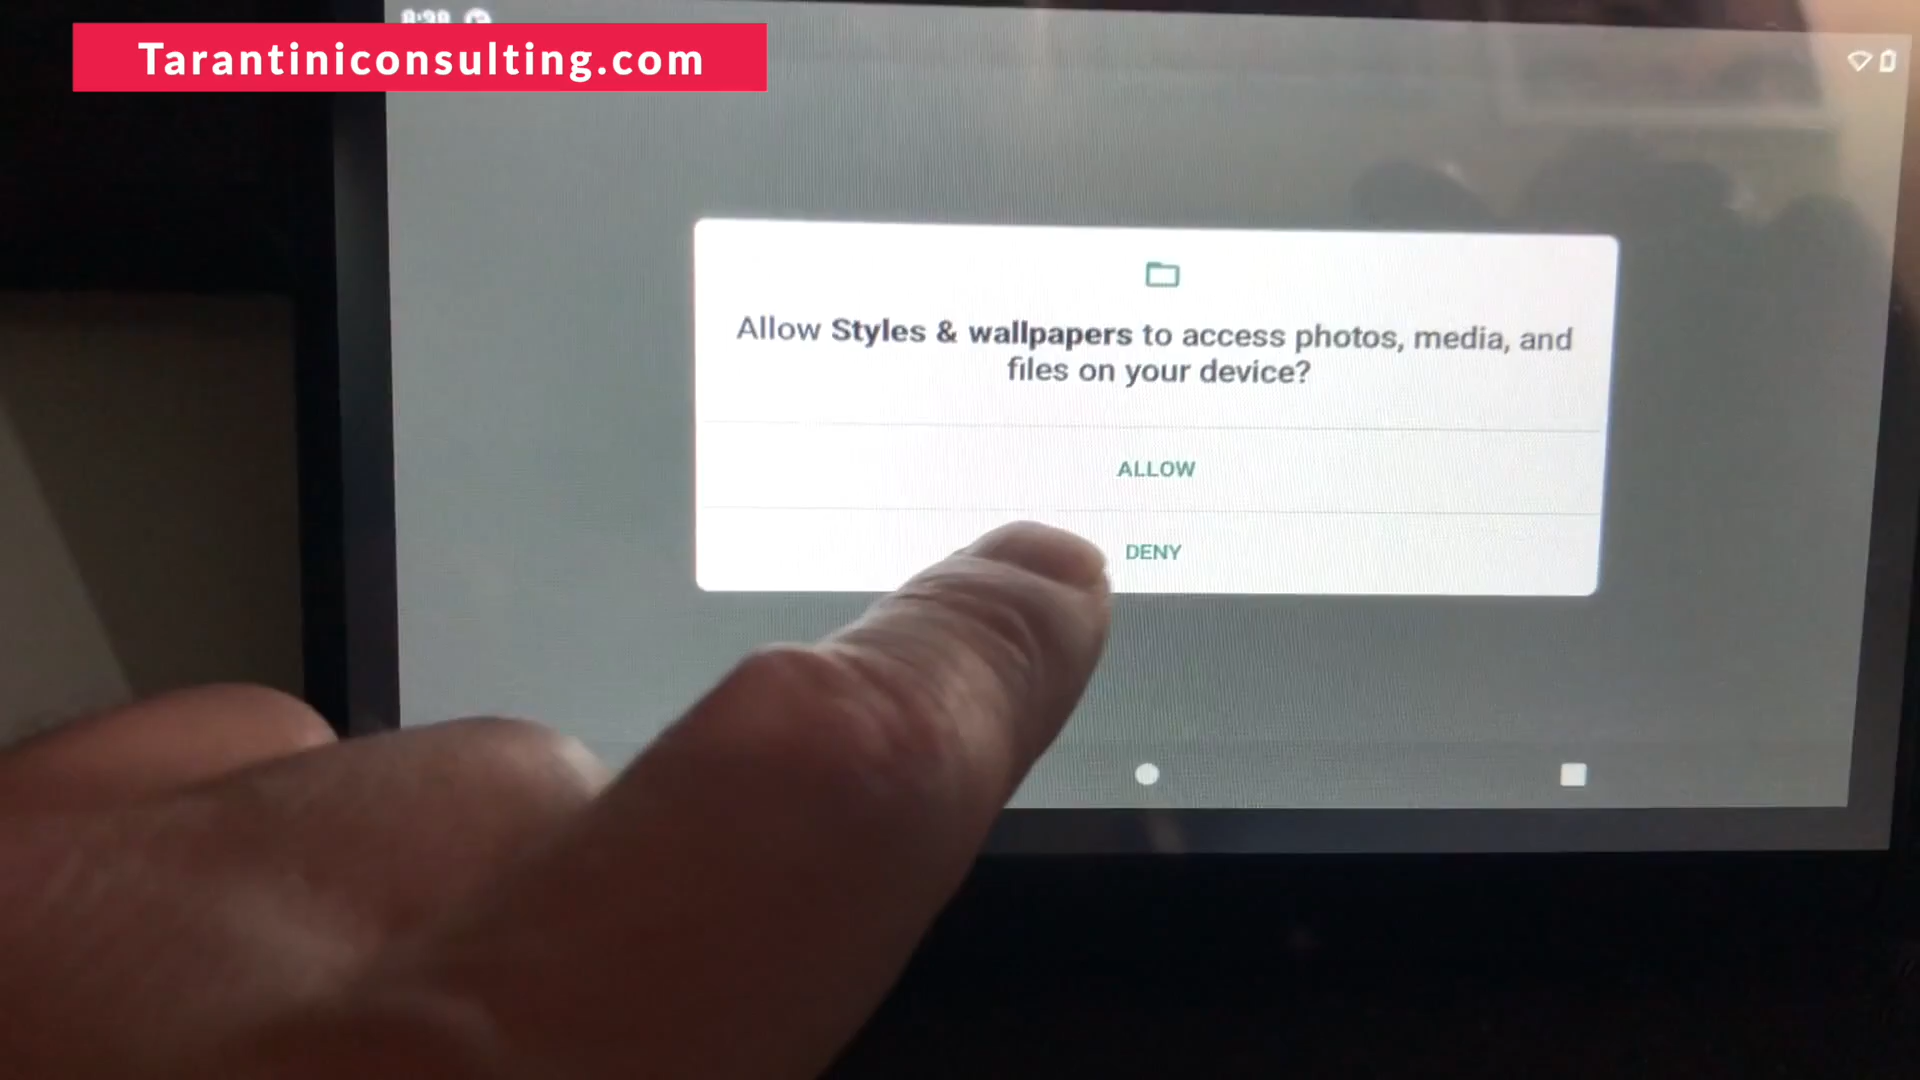 Tarantiniconsulting.com
Allow Styles & wallpapers to access photos, media, and
files on your device?
ALLOW
DENY